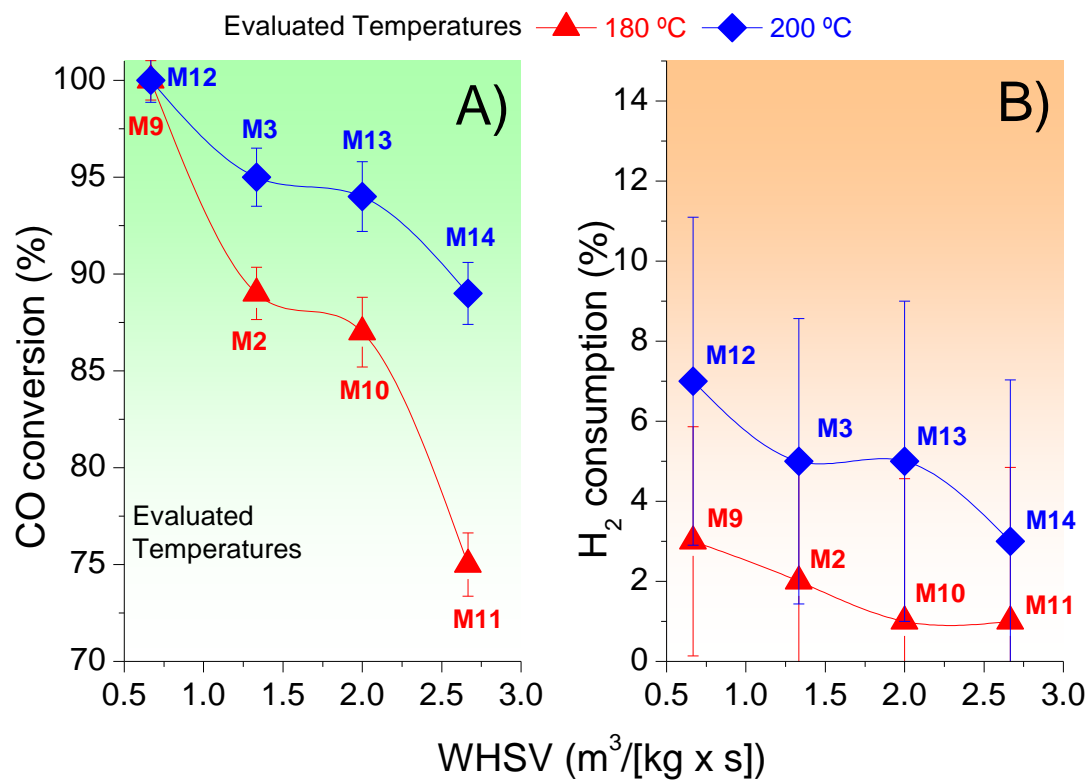 Evaluated Temperatures 180 ºC 200 ºC
A)
CO conversion (%)
100
95
90
85
80
75
70
M12
M9
M3
M13
M14
M2
M10
M11
Evaluated
Temperatures
0.5 1.0 1.5 2.0 2.5 3.0
B)
H2 consumption (%)
14
12
10
8
6
4
2
0
M12
M3
M13
M14
M9
M2
M10
M11
0.5 1.0 1.5 2.0 2.5 3.0
WHSV (m³/[kg x s])